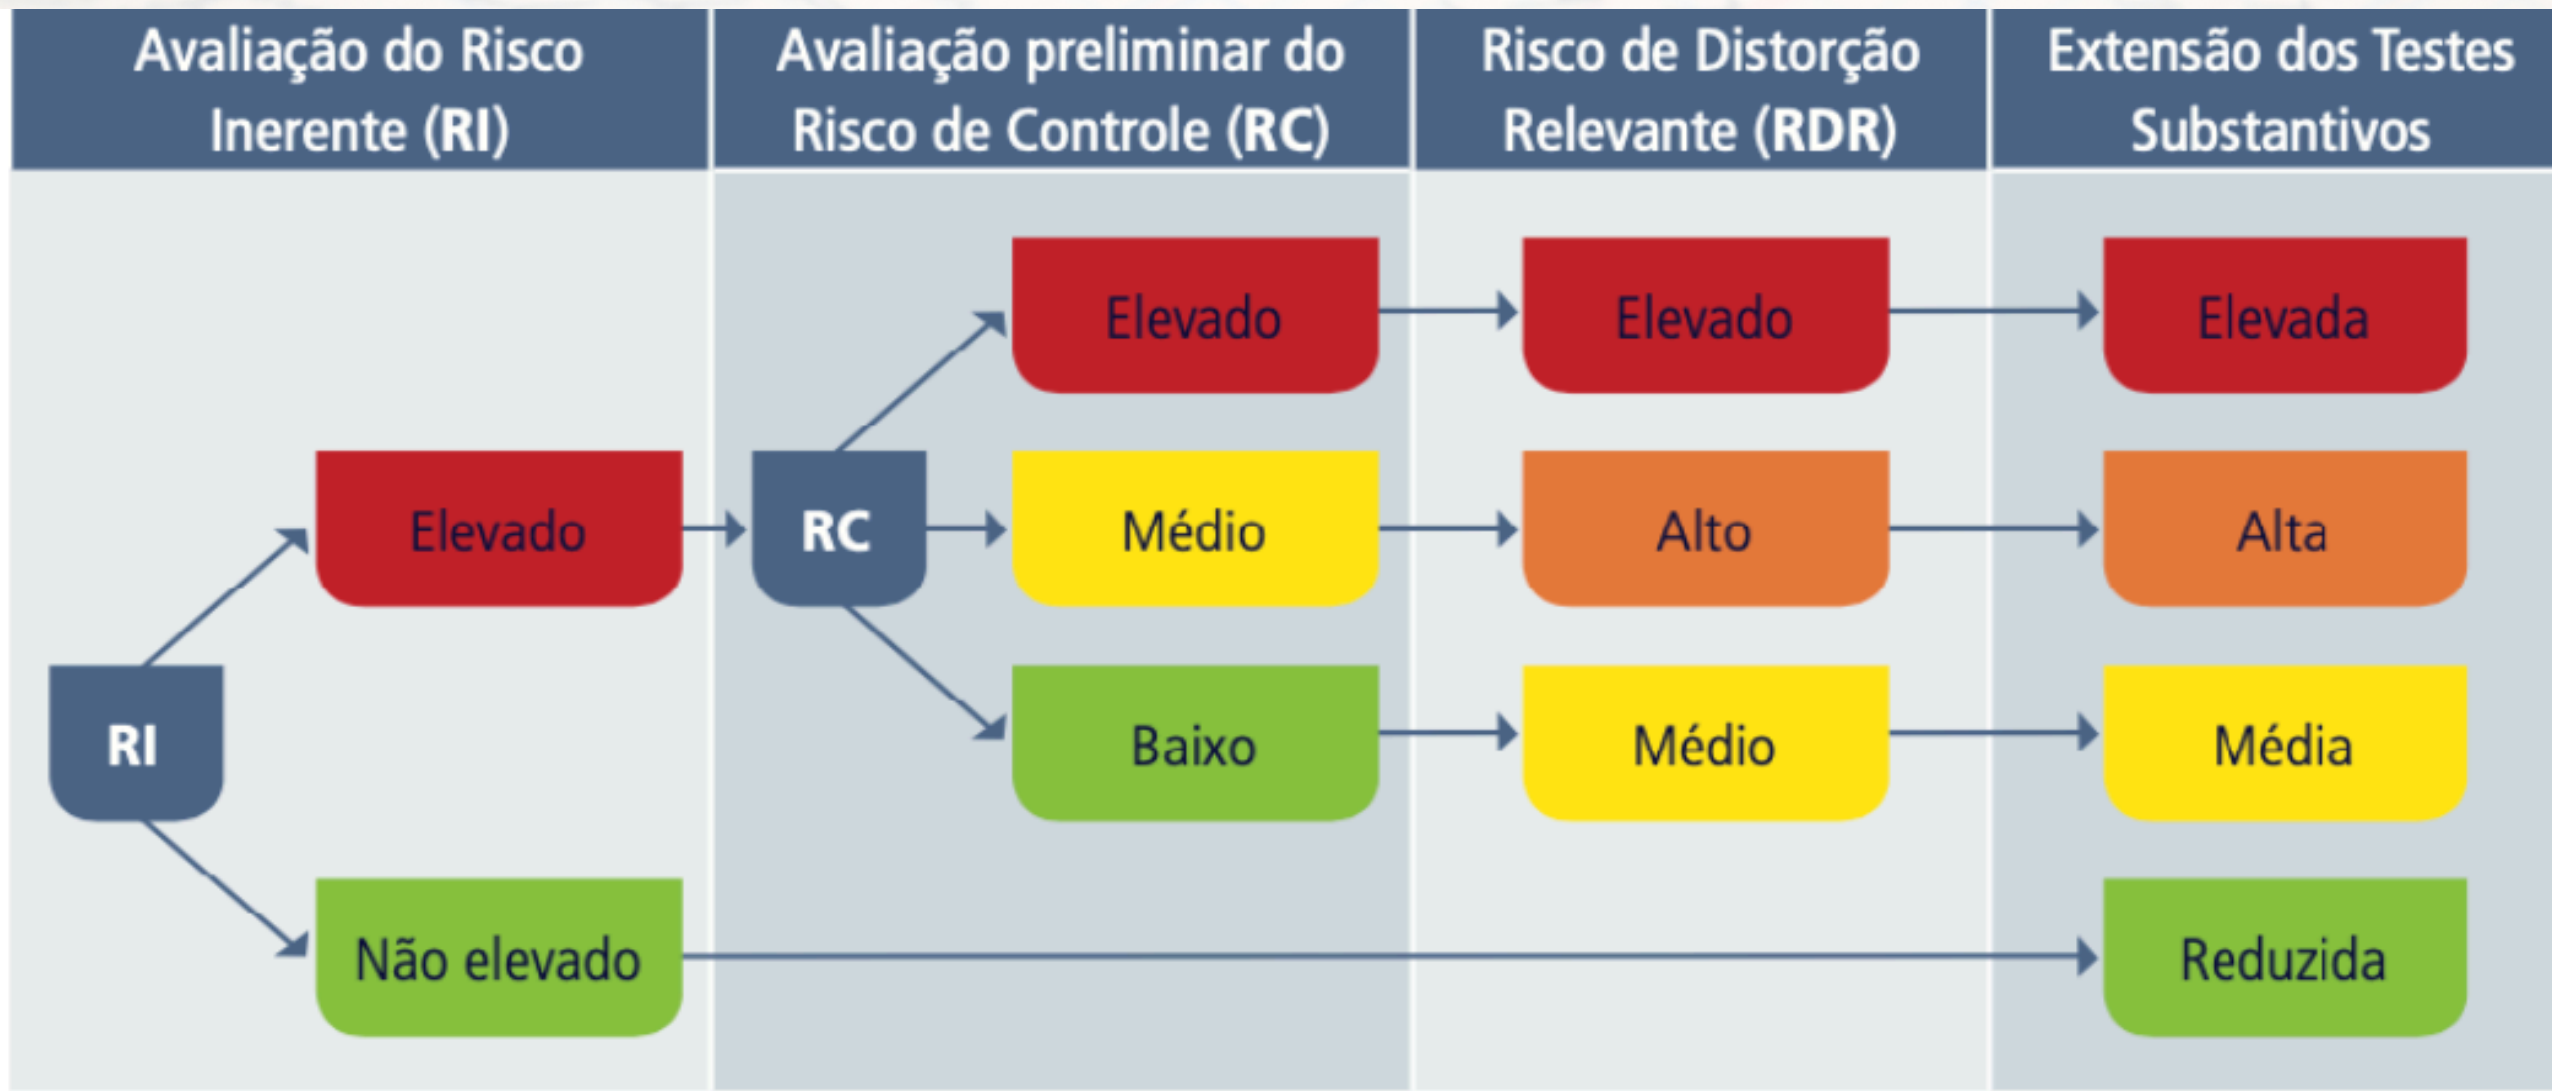 Avaliação do Risco
Inerente (RI)
Avaliação preliminar do
Risco de Controle (RC)
Risco de Distorção
Relevante (RDR)
Extensão dos Testes
Substantivos
Elevado
Elevado
Elevada
Elevado
RC
Médio
Alto
Alta
RI
Baixo
Médio
Média
Não elevado
Reduzida